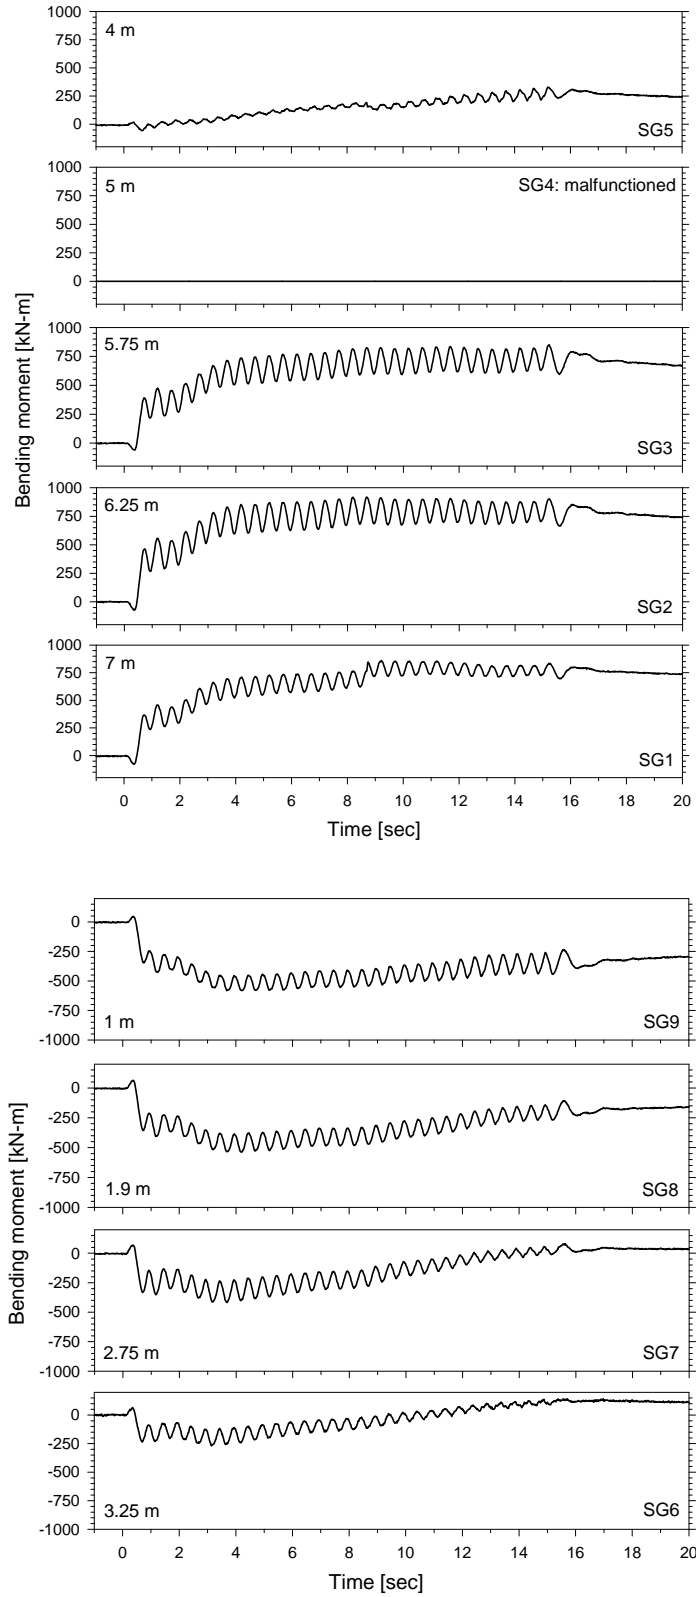 1000
4 m
750
500
250
0
SG5
1000
5 m
SG4: malfunctioned
750
500
250
0
Bending moment [kN-m]
1000
5.75 m
750
500
250
0
SG3
1000
6.25 m
750
500
250
0
SG2
1000
7 m
750
500
250
0
SG1
0 2 4 6 8 10 12 14 16 18 20
Time [sec]
0
-250
-500
-750
-1000
1 m
SG9
0
-250
-500
-750
-1000
1.9 m
SG8
Bending moment [kN-m]
0
-250
-500
-750
-1000
2.75 m
SG7
0
-250
-500
-750
-1000
3.25 m
SG6
0 2 4 6 8 10 12 14 16 18 20
Time [sec]